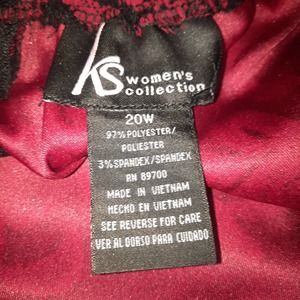 KS women's
collection
20W
97% POLYESTER/
POLIESTER
3% SPANDEX/SPANDEX
RN 89700
MADE IN VIETNAM
HECHO EN VIETNAM
SEE REVERSE FOR CARE
VER AL DORSO PARA CUIDADO